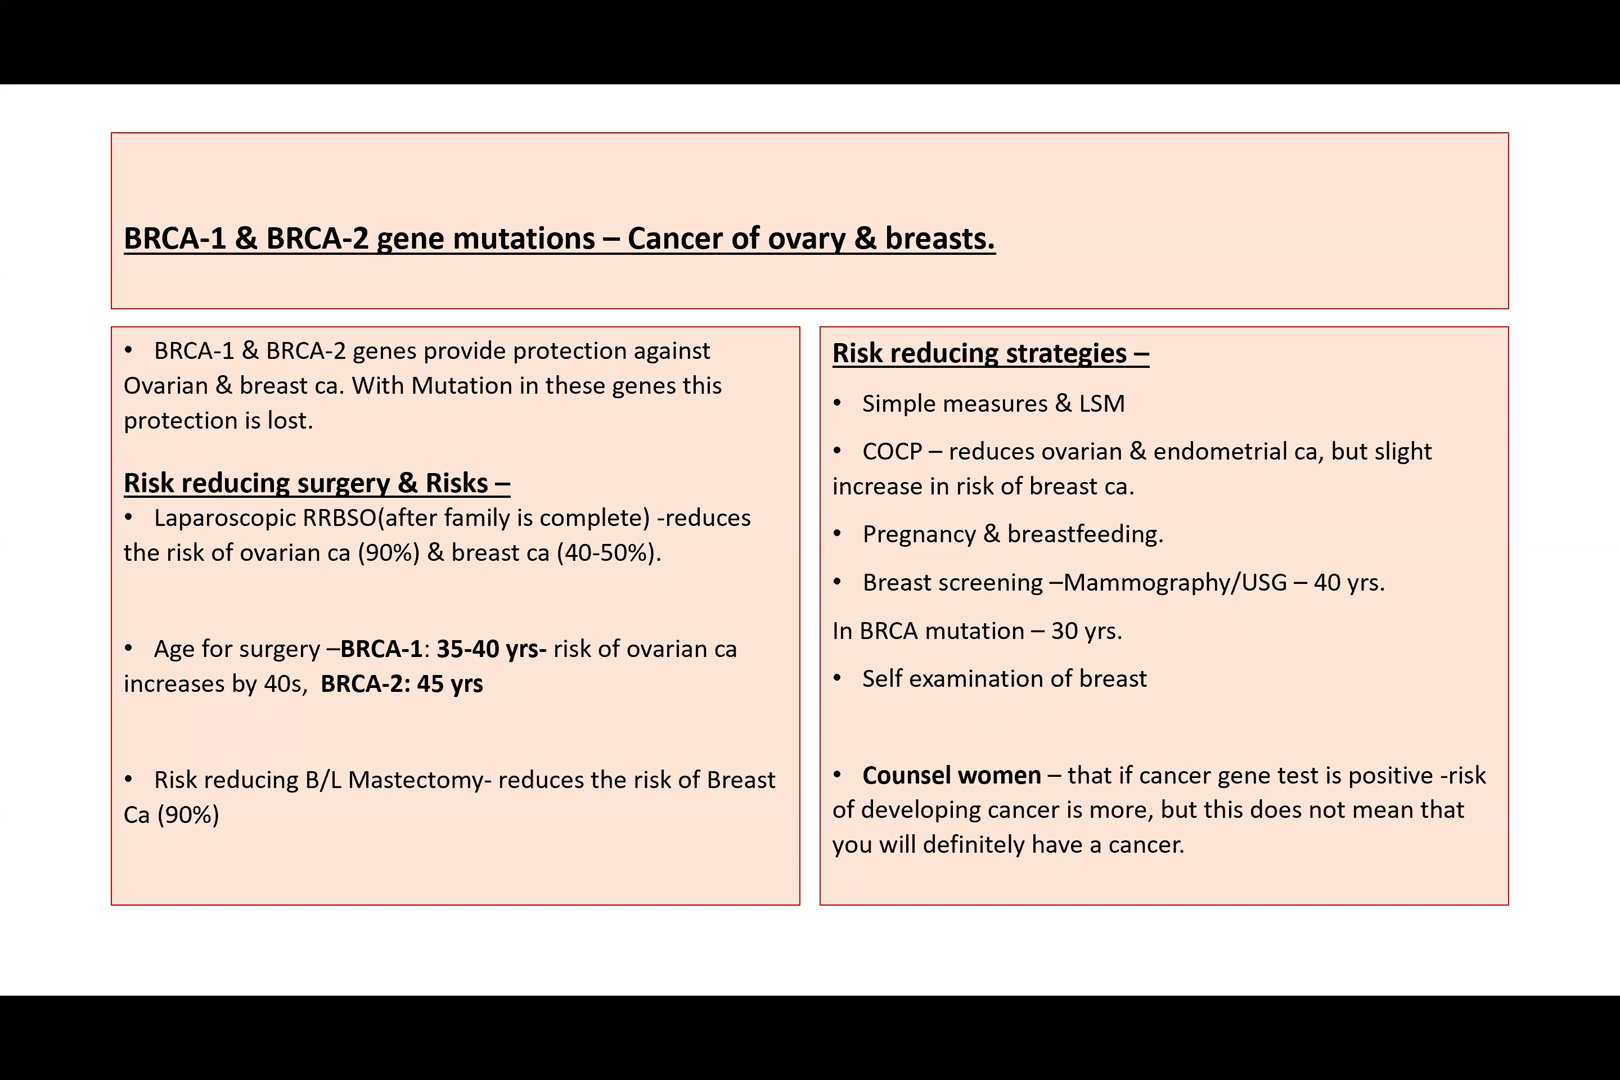 BRCA-1 & BRCA-2 gene mutations – Cancer of ovary & breasts.
• BRCA-1 & BRCA-2 genes provide protection against
Ovarian & breast ca. With Mutation in these genes this
protection is lost.
Risk reducing surgery & Risks –
• Laparoscopic RRBSO(after family is complete) -reduces
the risk of ovarian ca (90%) & breast ca (40-50%).
• Age for surgery –BRCA-1: 35-40 yrs- risk of ovarian ca
increases by 40s, BRCA-2: 45 yrs
• Risk reducing B/L Mastectomy- reduces the risk of Breast
Ca (90%)
Risk reducing strategies –
• Simple measures & LSM
• COCP – reduces ovarian & endometrial ca, but slight
increase in risk of breast ca.
• Pregnancy & breastfeeding.
• Breast screening –Mammography/USG – 40 yrs.
In BRCA mutation – 30 yrs.
• Self examination of breast
• Counsel women – that if cancer gene test is positive -risk
of developing cancer is more, but this does not mean that
you will definitely have a cancer.